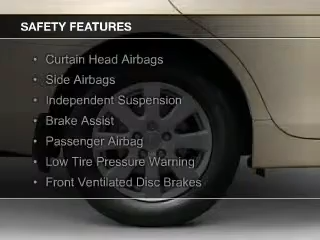 SAFETY FEATURES
• Curtain Head Airbags
• Side Airbags
• Independent Suspension
• Brake Assist
• Passenger Airbag
• Low Tire Pressure Warning
• Front Ventilated Disc Brakes